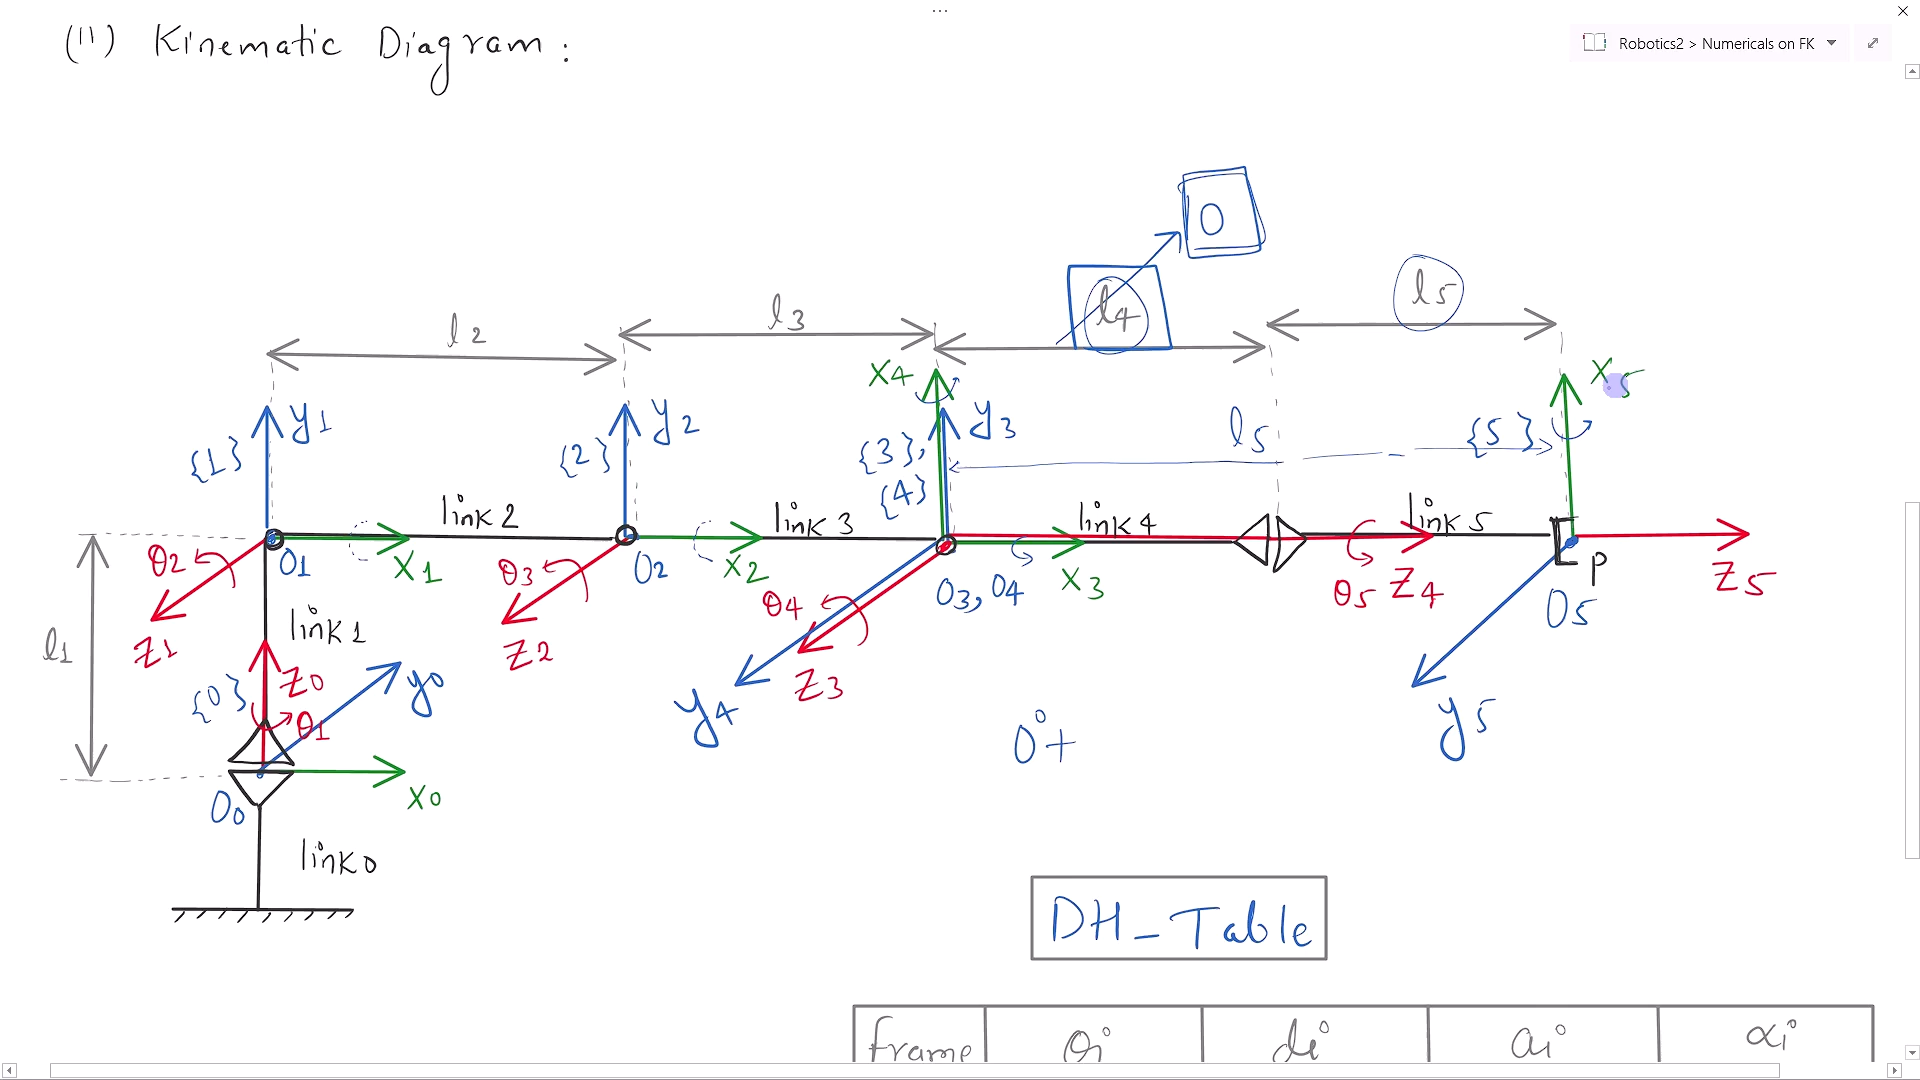 (11) Kinematic Diagram :
Robotics2 > Numericals on FK
0
l4
l5
l2
l3
X4
X5
y1
y2
y3
l5
{1}
{2}
{3},
{4}
{5}
link 2
link 3
link 4
link 5
θ2
O1
X1
θ3
O2
X2
θ4
O3, O4
X3
θ5
Z4
P
O5
Z5
l1
Z1
link 1
Z2
Z3
{0}
Z0
y0
θ1
y4
0°+
y5
O0
X0
link 0
DH_Table
frame θi di ai αi